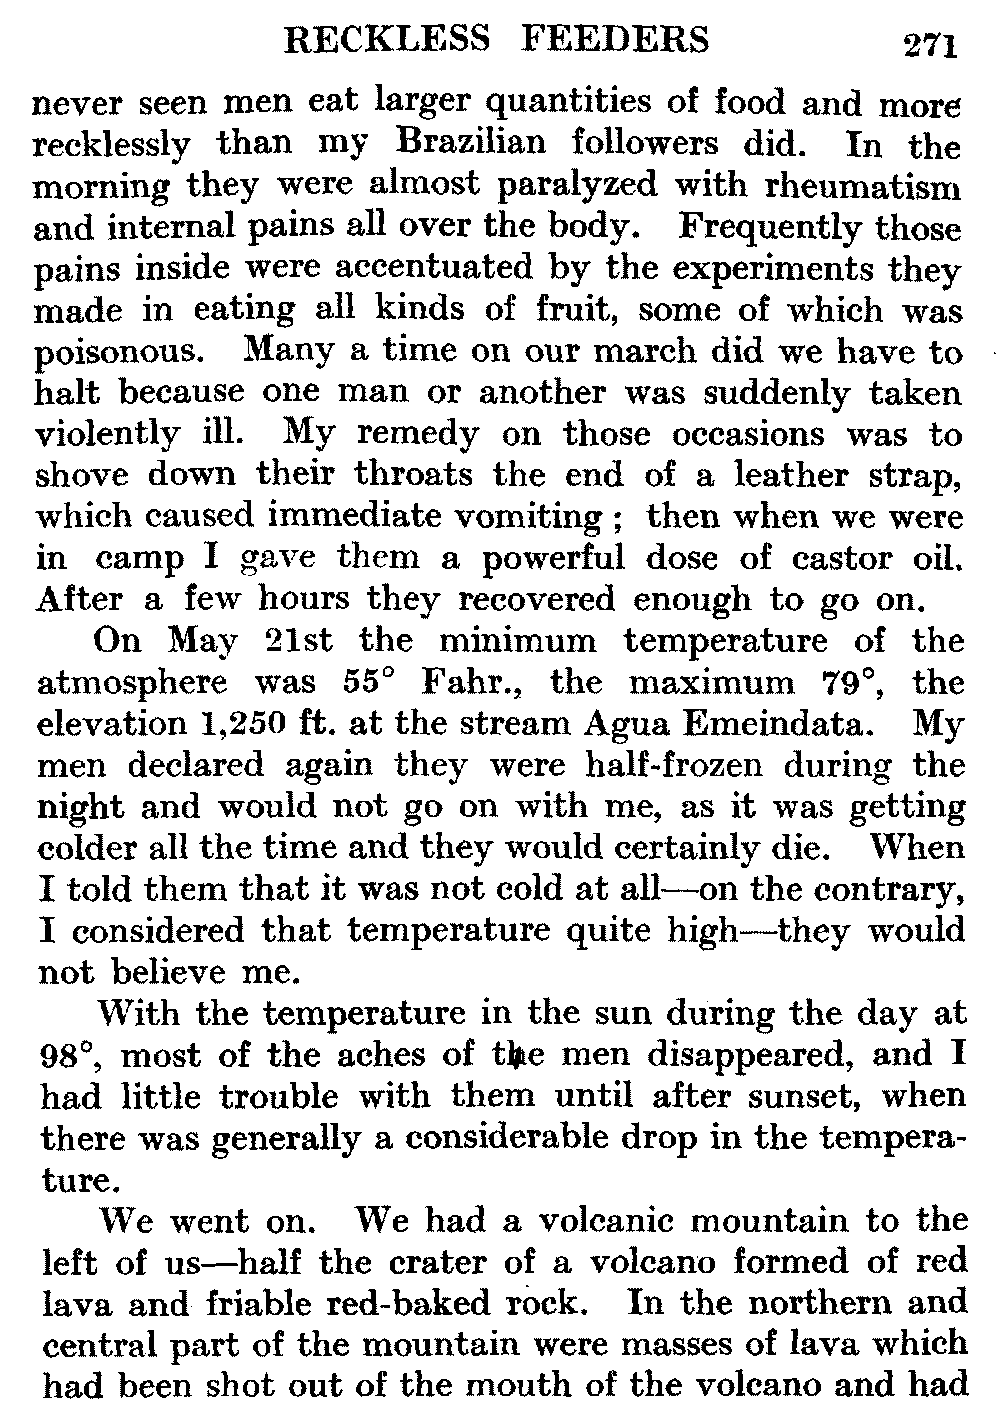 RECKLESS FEEDERS 271
never seen men eat larger quantities of food and more
recklessly than my Brazilian followers did. In the
morning they were almost paralyzed with rheumatism
and internal pains all over the body. Frequently those
pains inside were accentuated by the experiments they
made in eating all kinds of fruit, some of which was
poisonous. Many a time on our march did we have to
halt because one man or another was suddenly taken
violently ill. My remedy on those occasions was to
shove down their throats the end of a leather strap,
which caused immediate vomiting ; then when we were
in camp I gave them a powerful dose of castor oil.
After a few hours they recovered enough to go on.
On May 21st the minimum temperature of the
atmosphere was 55° Fahr., the maximum 79°, the
elevation 1,250 ft. at the stream Agua Emeindata. My
men declared again they were half-frozen during the
night and would not go on with me, as it was getting
colder all the time and they would certainly die. When
I told them that it was not cold at all—on the contrary,
I considered that temperature quite high—they would
not believe me.
With the temperature in the sun during the day at
98°, most of the aches of the men disappeared, and I
had little trouble with them until after sunset, when
there was generally a considerable drop in the tempera-
ture.
We went on. We had a volcanic mountain to the
left of us—half the crater of a volcano formed of red
lava and friable red-baked rock. In the northern and
central part of the mountain were masses of lava which
had been shot out of the mouth of the volcano and had